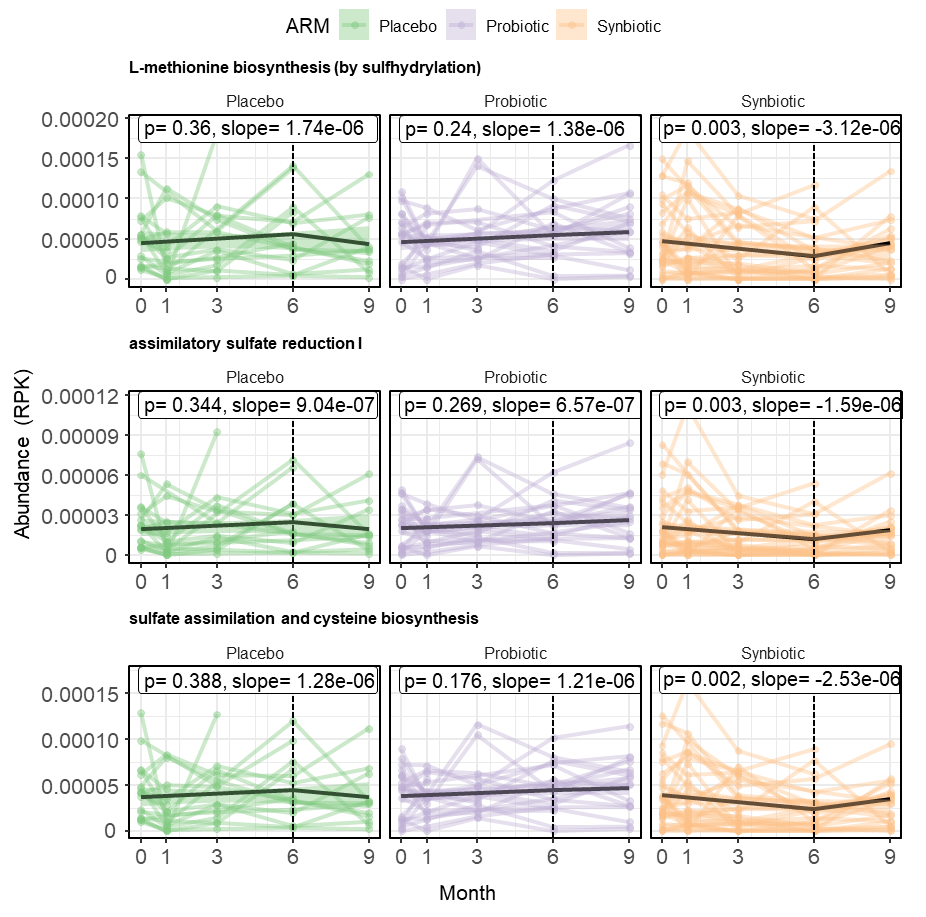 ARM Placebo Probiotic Synbiotic
L-methionine biosynthesis (by sulfhydrylation)
Placebo Probiotic Synbiotic
0.00020
p= 0.36, slope= 1.74e-06 p= 0.24, slope= 1.38e-06 p= 0.003, slope= -3.12e-06
0.00015
0.00010
0.00005
0
0 1 3 6 9 0 1 3 6 9 0 1 3 6 9
assimilatory sulfate reduction I
Placebo Probiotic Synbiotic
0.00012
p= 0.344, slope= 9.04e-07 p= 0.269, slope= 6.57e-07 p= 0.003, slope= -1.59e-06
0.00009
0.00006
0.00003
0
0 1 3 6 9 0 1 3 6 9 0 1 3 6 9
Abundance (RPK)
sulfate assimilation and cysteine biosynthesis
Placebo Probiotic Synbiotic
p= 0.388, slope= 1.28e-06 p= 0.176, slope= 1.21e-06 p= 0.002, slope= -2.53e-06
0.00015
0.00010
0.00005
0
0 1 3 6 9 0 1 3 6 9 0 1 3 6 9
Month